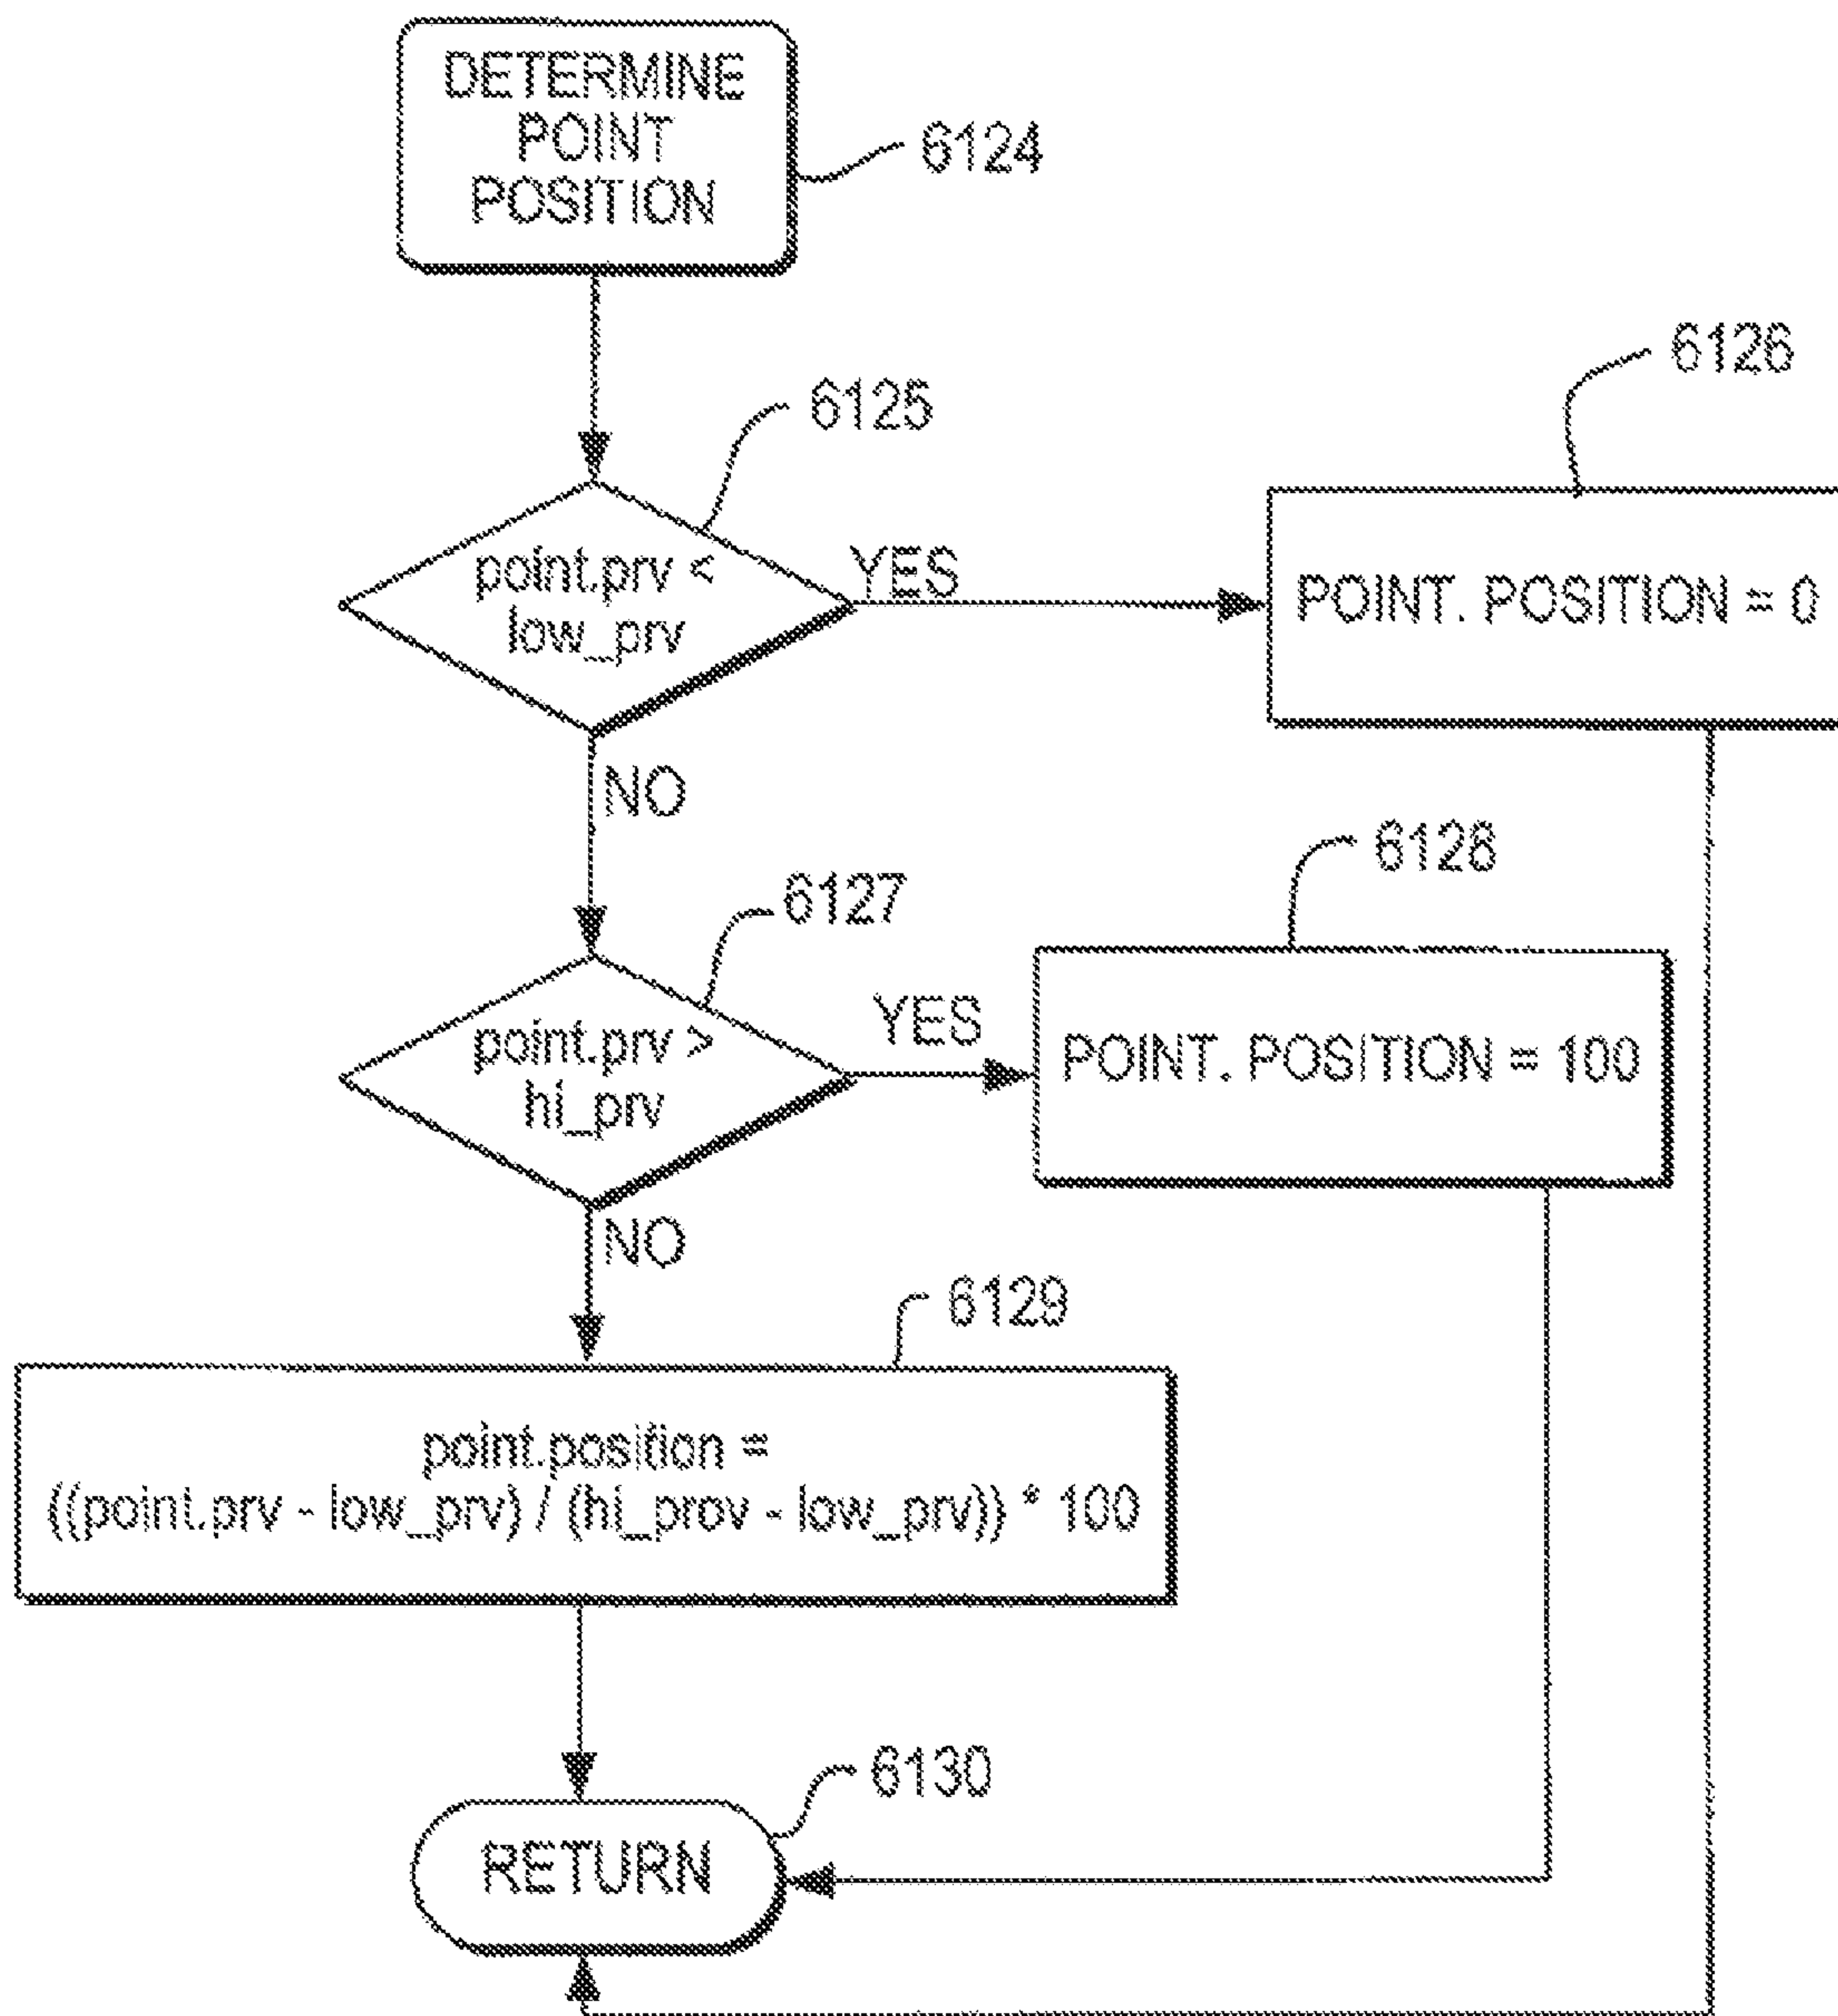 DETERMINE
POINT
POSITION
6124
6125
point.prv <
low_prv
YES
6126
POINT. POSITION = 0
NO
6127
point.prv >
hi_prv
YES
6128
POINT. POSITION = 100
NO
6129
point.position =
((point.prv - low_prv) / (hi_prov - low_prv)) * 100
6130
RETURN